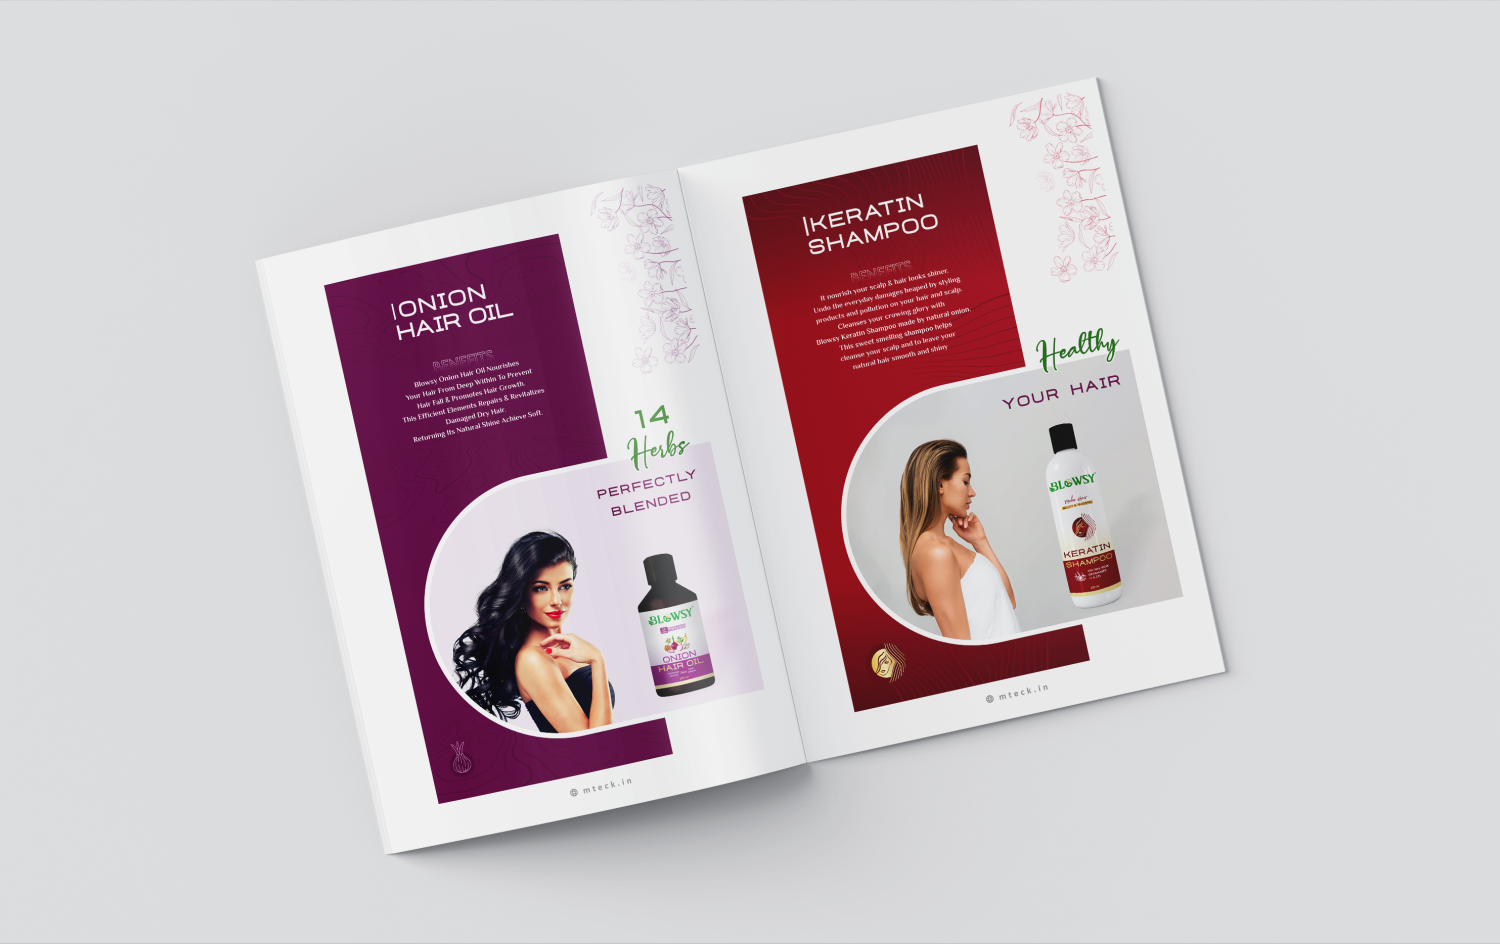 ONION
HAIR OIL
BENEFITS
Blowsy Onion Hair Oil Nourishes
Your Hair From Deep Within To Prevent
Hair Fall & Promotes Hair Growth.
This Efficient Elements Repairs & Revitalizes
Damaged Dry Hair.
Returning Its Natural Shine Achieve Soft.
14
Herbs
PERFECTLY
BLENDED
BLOWSY
ONION
HAIR OIL
mteck.in
KERATIN
SHAMPOO
BENEFITS
It nourish your scalp & hair looks shiner.
Undo the everyday damages heaped by styling
products and pollution on your hair and scalp.
Cleanses your crowing glory with
Blowsy Keratin Shampoo made by natural onion.
This sweet smelling shampoo helps
cleanse your scalp and to leave your
natural hair smooth and shiny
Healthy
YOUR HAIR
BLOWSY
KERATIN
SHAMPOO
mteck.in